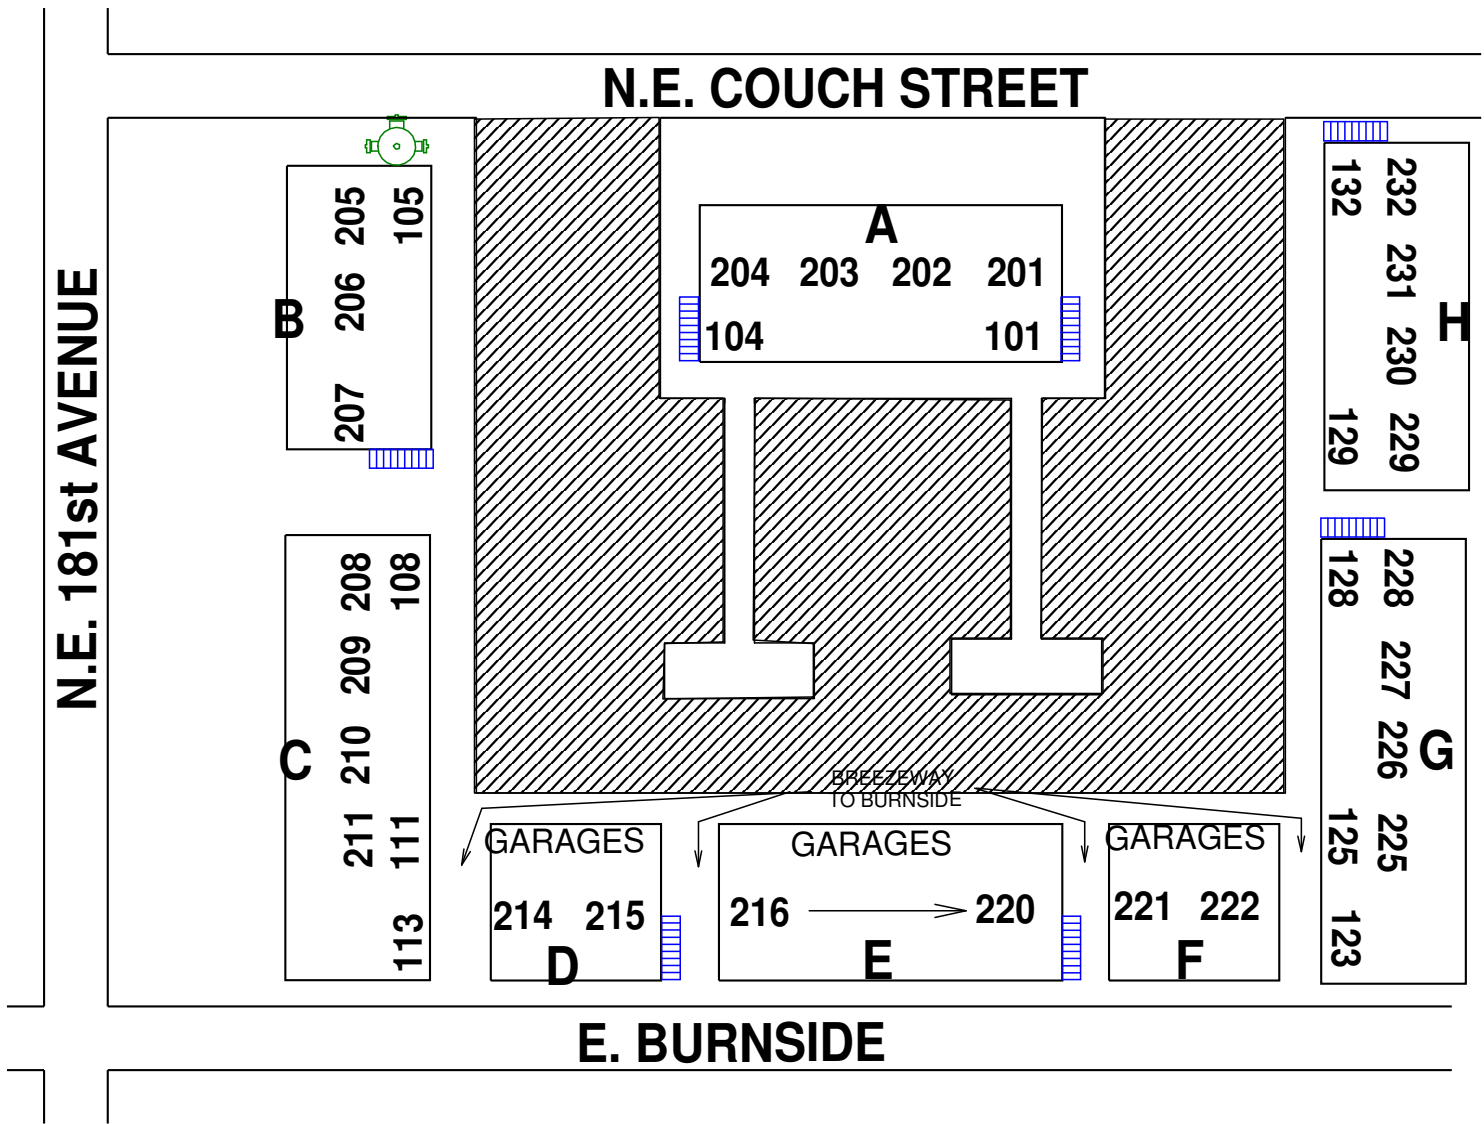 N.E. COUCH STREET
N.E. 181st AVENUE
B
205
105
206
207
A
204 203 202 201
104 101
132 232
231
230
129 229
H
C
208 108
209
210
211 111
113
128 228
227
226
125 225
123
G
BREEZEWAY
TO BURNSIDE
GARAGES
214 215
D
GARAGES
216 220
E
GARAGES
221 222
F
E. BURNSIDE